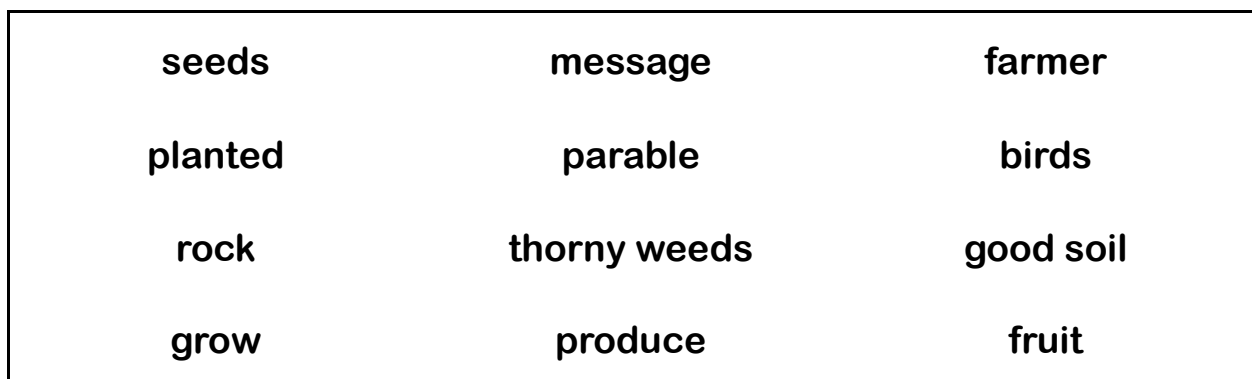 seeds message farmer
planted parable birds
rock thorny weeds good soil
grow produce fruit